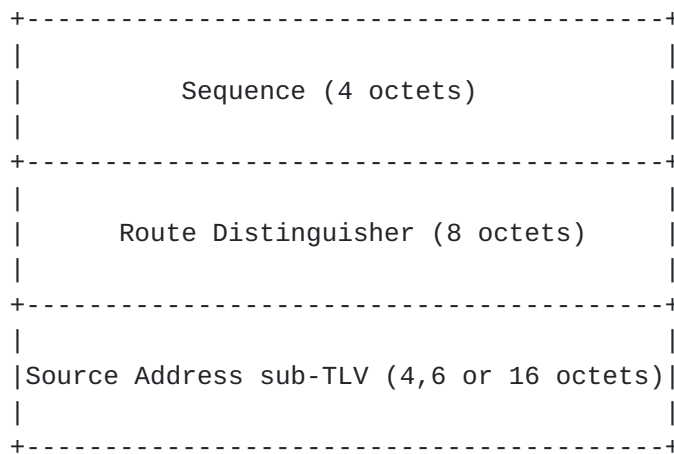 Sequence (4 octets)
Route Distinguisher (8 octets)
Source Address sub-TLV (4,6 or 16 octets)